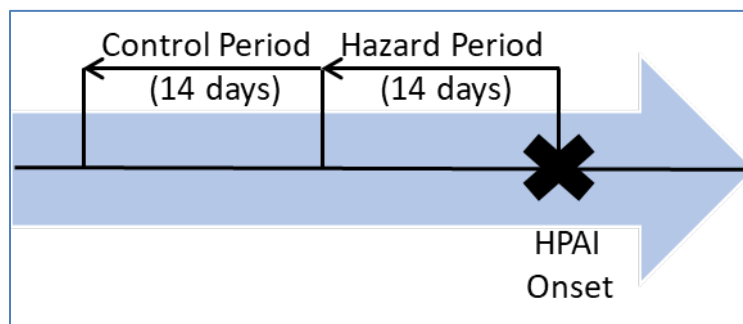 Control Period
(14 days)
Hazard Period
(14 days)
HPAI
Onset